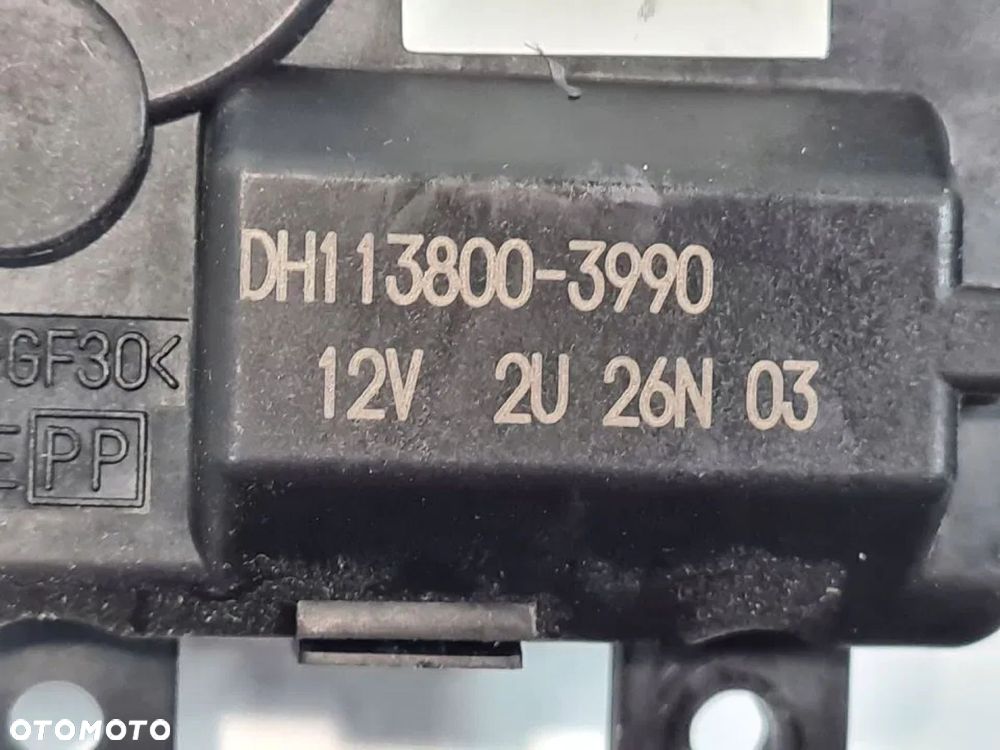 DH113800-3990
12V 2U 26N 03
GF30<
PP
OTOMOTO